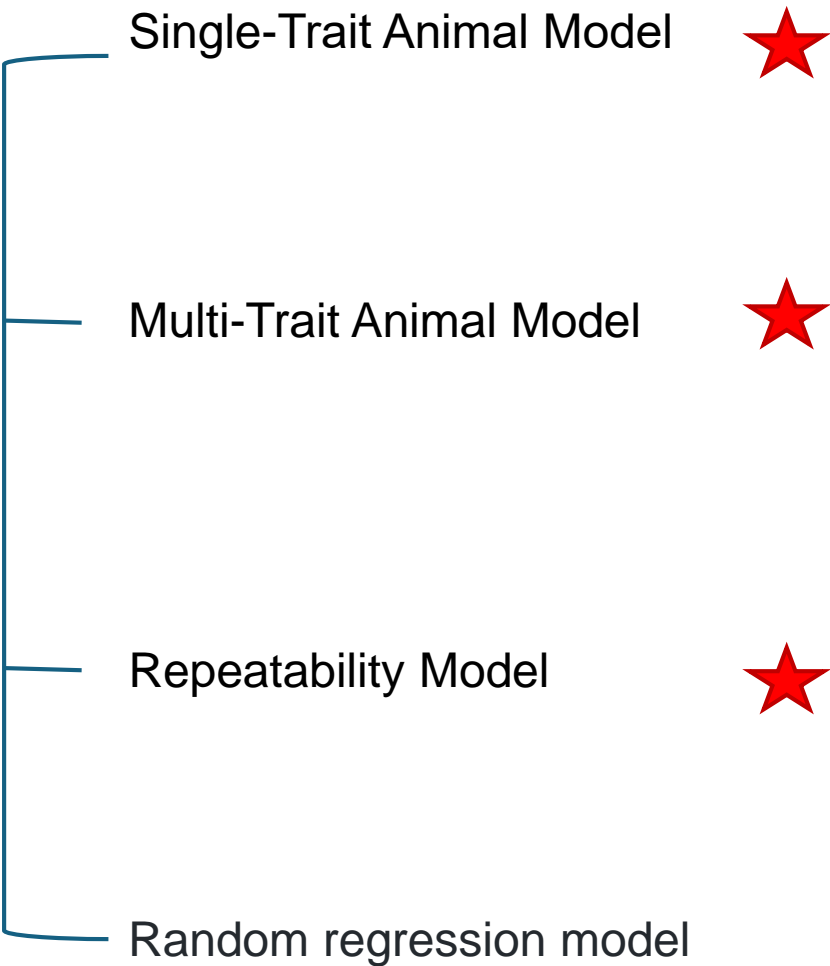 Single-Trait Animal Model
Multi-Trait Animal Model
Repeatability Model
Random regression model